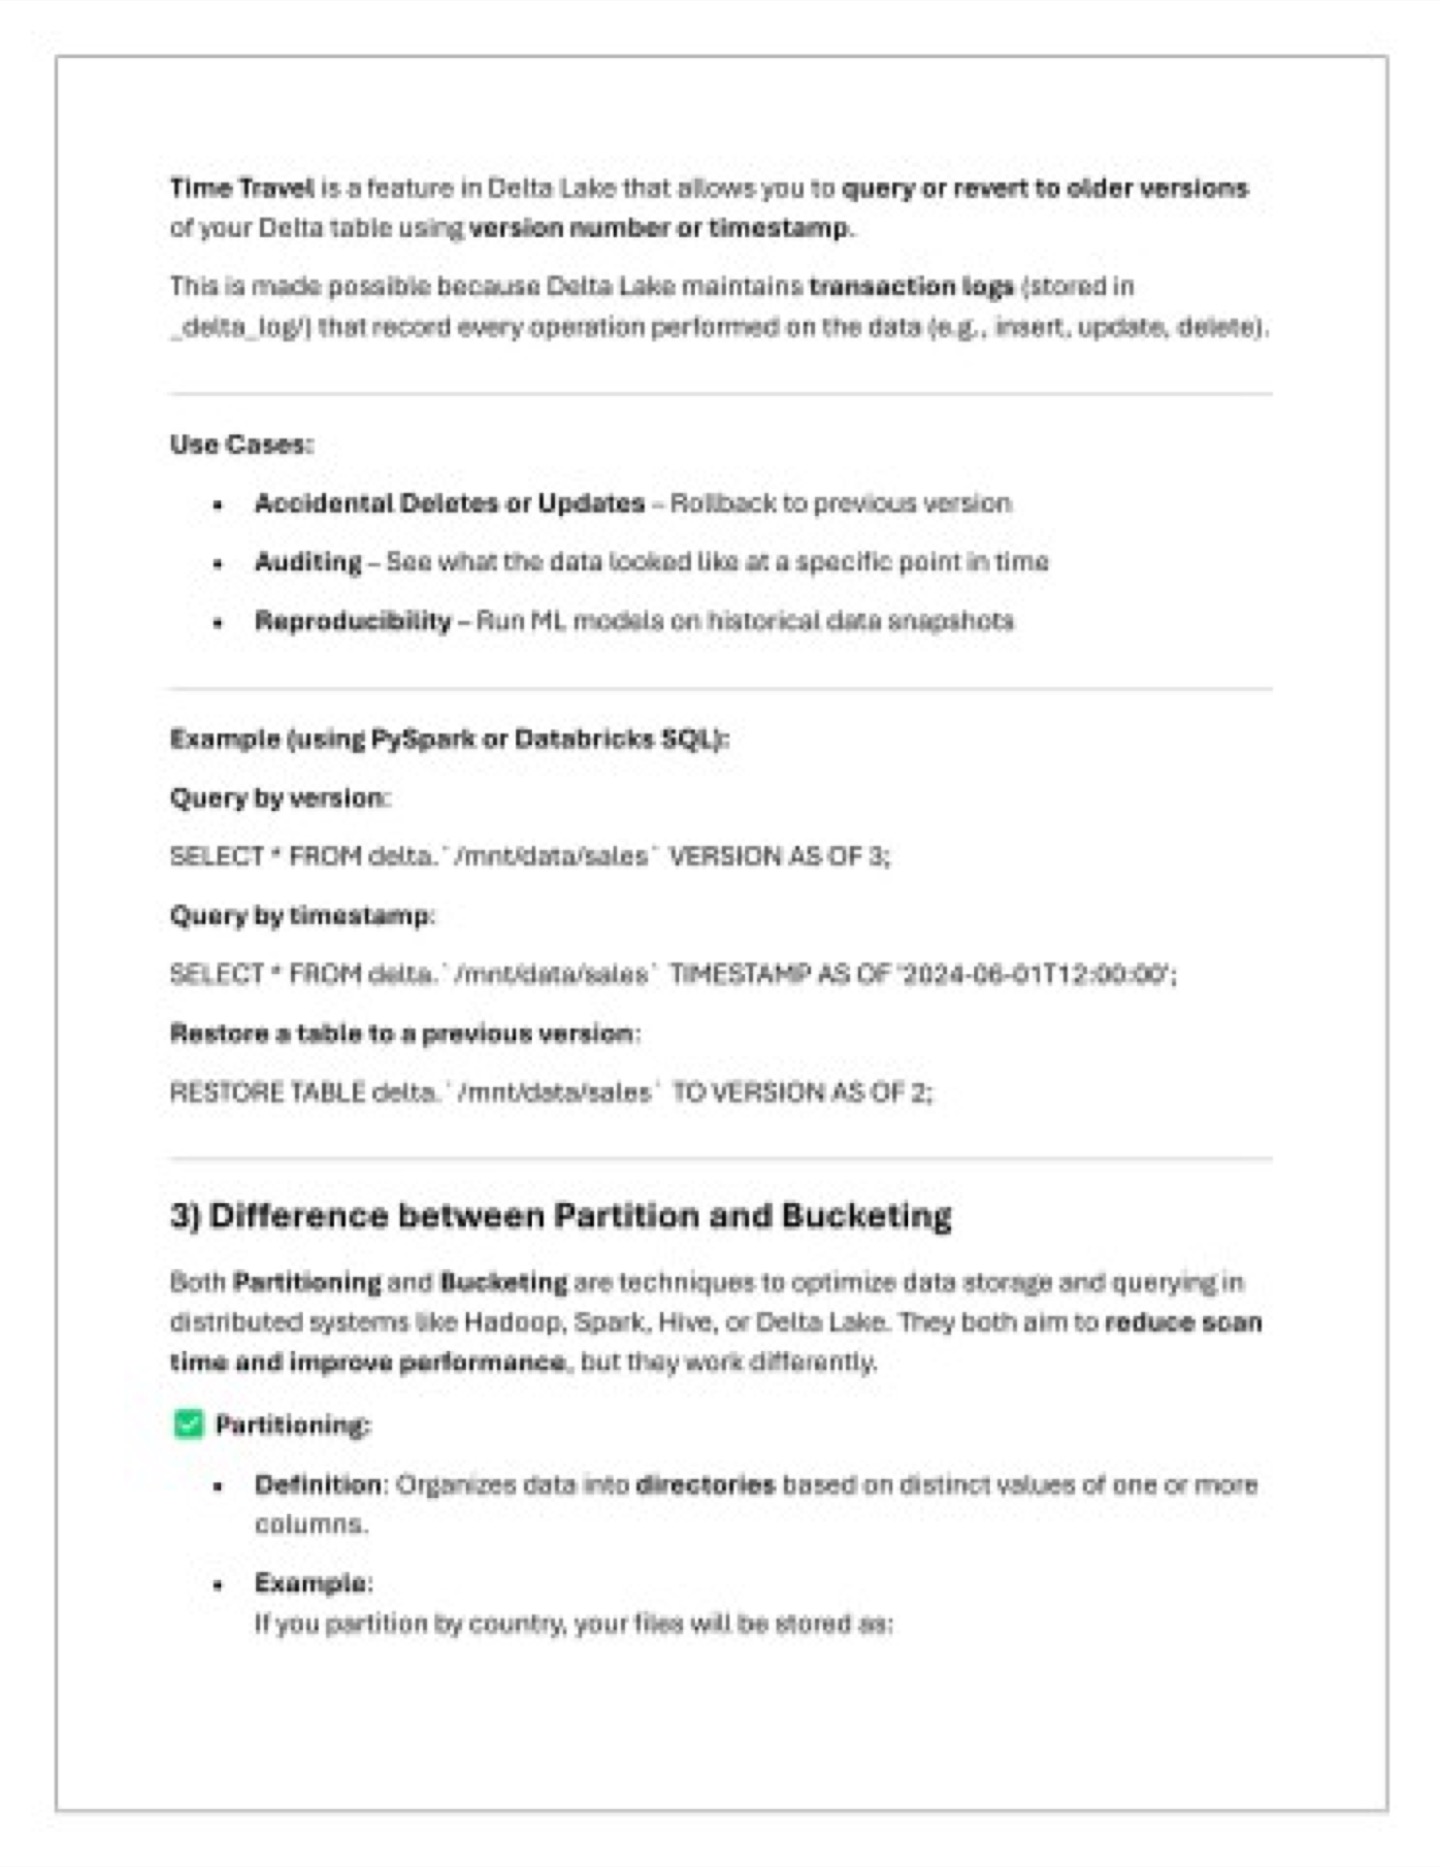 Time Travel is a feature in Delta Lake that allows you to query or revert to older versions
of your Delta table using version number or timestamp.
This is made possible because Delta Lake maintains transaction logs (stored in
_delta_log/) that record every operation performed on the data (e.g., insert, update, delete).
Use Cases:
• Accidental Deletes or Updates – Rollback to previous version
• Auditing – See what the data looked like at a specific point in time
• Reproducibility – Run ML models on historical data snapshots
Example (using PySpark or Databricks SQL):
Query by version:
SELECT * FROM delta.`/mnt/data/sales` VERSION AS OF 3;
Query by timestamp:
SELECT * FROM delta.`/mnt/data/sales` TIMESTAMP AS OF '2024-06-01T12:00:00';
Restore a table to a previous version:
RESTORE TABLE delta.`/mnt/data/sales` TO VERSION AS OF 2;
3) Difference between Partition and Bucketing
Both Partitioning and Bucketing are techniques to optimize data storage and querying in
distributed systems like Hadoop, Spark, Hive, or Delta Lake. They both aim to reduce scan
time and improve performance, but they work differently.
✅ Partitioning:
• Definition: Organizes data into directories based on distinct values of one or more
columns.
• Example:
If you partition by country, your files will be stored as: